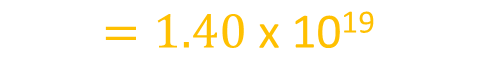 = 1.40 x 10¹⁹